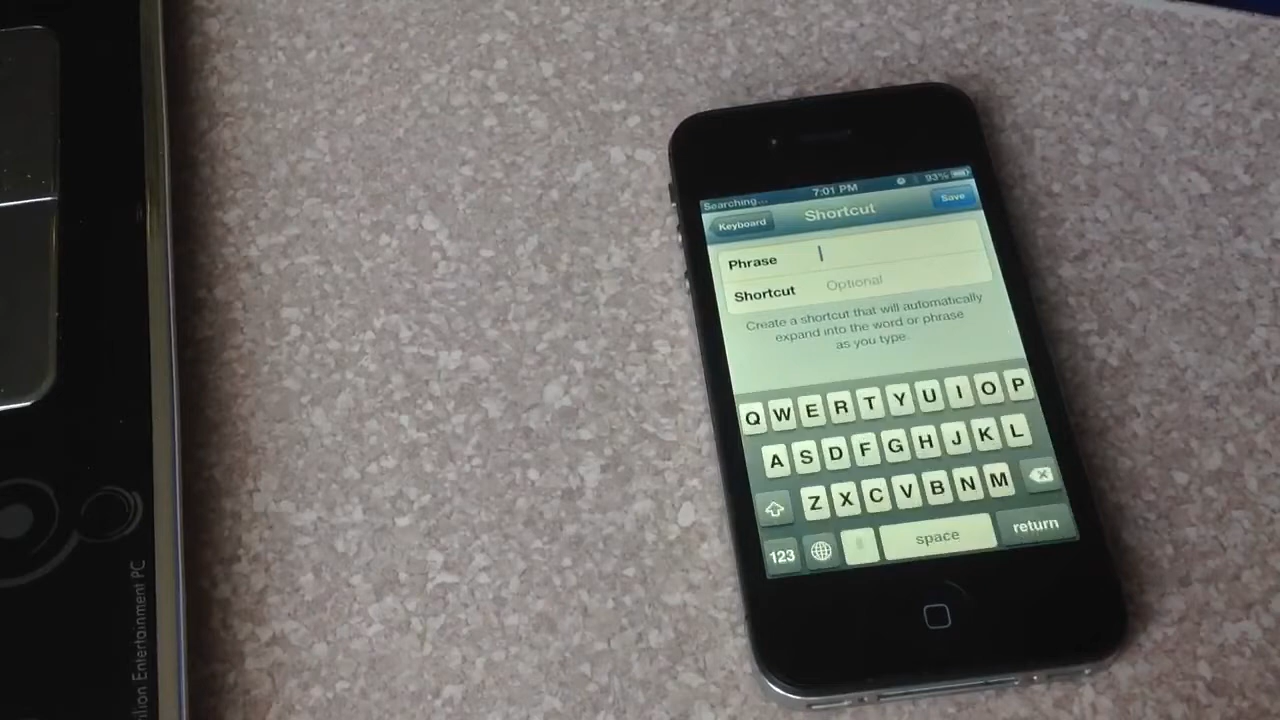 Searching... 7:01 PM 93%
Keyboard Shortcut Save
Phrase
Shortcut Optional
Create a shortcut that will automatically
expand into the word or phrase
as you type.
Q W E R T Y U I O P
A S D F G H J K L
Z X C V B N M
123 space return
Entertainment PC